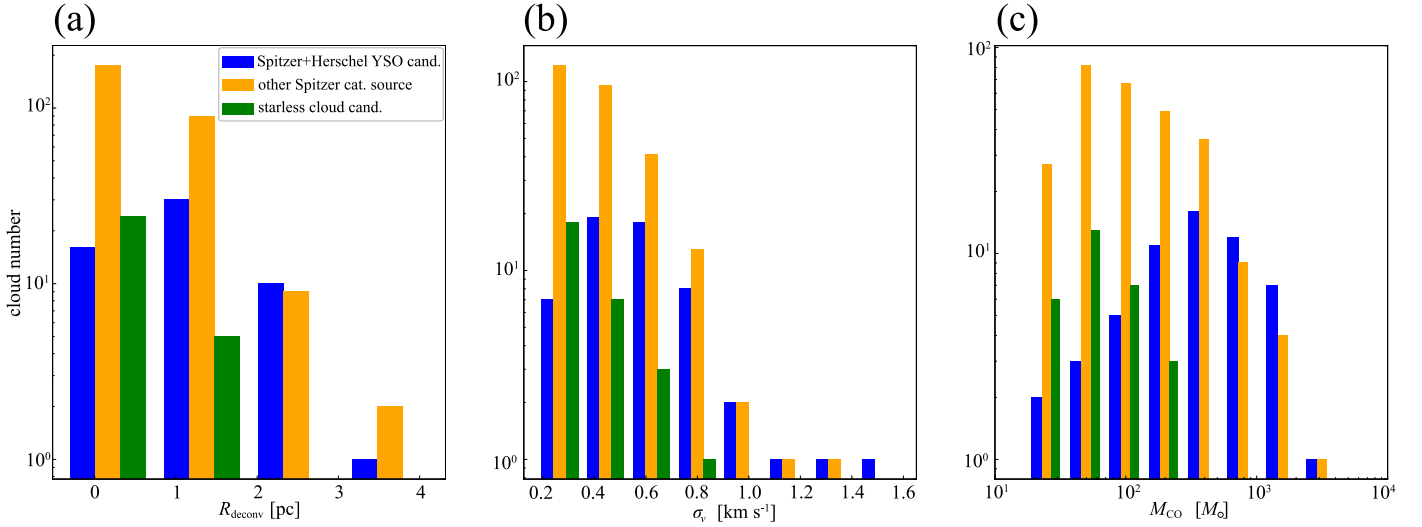 (a)
(b)
(c)
Spitzer+Herschel YSO cand.
other Spitzer cat. source
starless cloud cand.
cloud number
10²
10¹
10⁰
0 1 2 3 4
R_deconv [pc]
10²
10¹
10⁰
0.2 0.4 0.6 0.8 1.0 1.2 1.4 1.6
σ_v [km s⁻¹]
10²
10¹
10⁰
10¹ 10² 10³ 10⁴
M_CO [M_⊙]